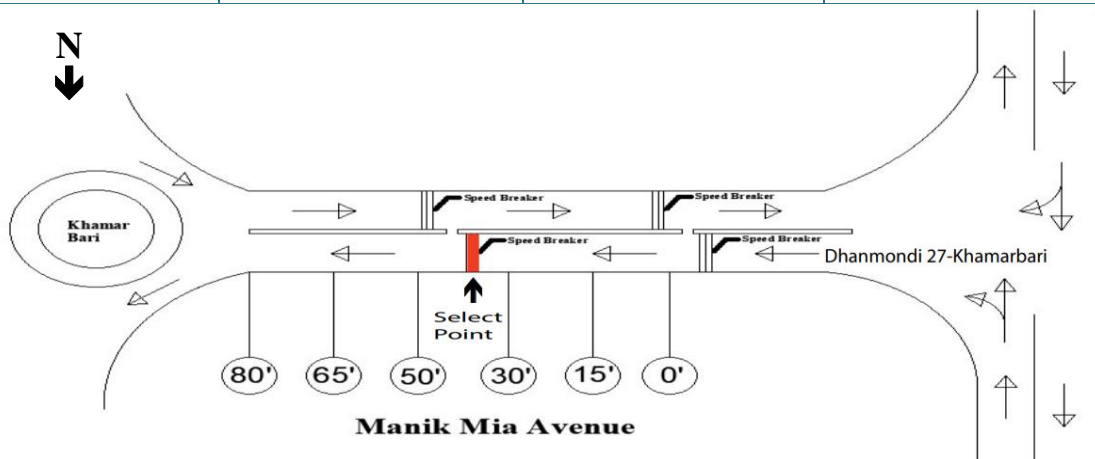 N
Khamar
Bari
Speed Breaker
Speed Breaker
Speed Breaker
Speed Breaker
Dhanmondi 27-Khamarbari
Select
Point
80' 65' 50' 30' 15' 0'
Manik Mia Avenue